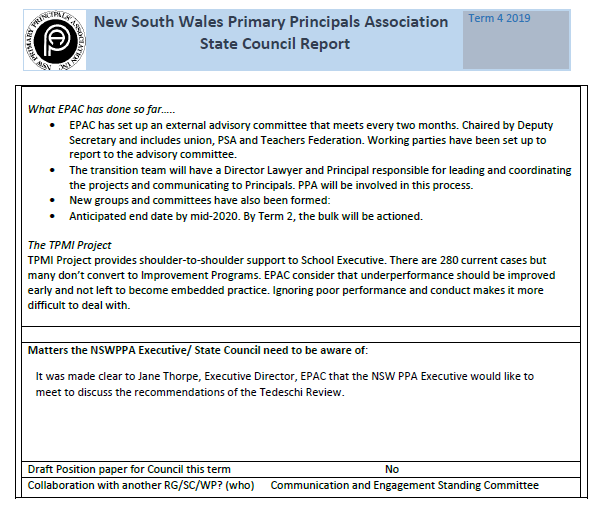 New South Wales Primary Principals Association
State Council Report
Term 4 2019
NSW PRIMARY PRINCIPALS' ASSOCIATION INC
PPA
What EPAC has done so far…..
• EPAC has set up an external advisory committee that meets every two months. Chaired by Deputy
Secretary and includes union, PSA and Teachers Federation. Working parties have been set up to
report to the advisory committee.
• The transition team will have a Director Lawyer and Principal responsible for leading and coordinating
the projects and communicating to Principals. PPA will be involved in this process.
• New groups and committees have also been formed:
• Anticipated end date by mid-2020. By Term 2, the bulk will be actioned.
The TPMI Project
TPMI Project provides shoulder-to-shoulder support to School Executive. There are 280 current cases but
many don't convert to Improvement Programs. EPAC consider that underperformance should be improved
early and not left to become embedded practice. Ignoring poor performance and conduct makes it more
difficult to deal with.
Matters the NSWPPA Executive/ State Council need to be aware of:
It was made clear to Jane Thorpe, Executive Director, EPAC that the NSW PPA Executive would like to
meet to discuss the recommendations of the Tedeschi Review.
Draft Position paper for Council this term No
Collaboration with another RG/SC/WP? (who) Communication and Engagement Standing Committee